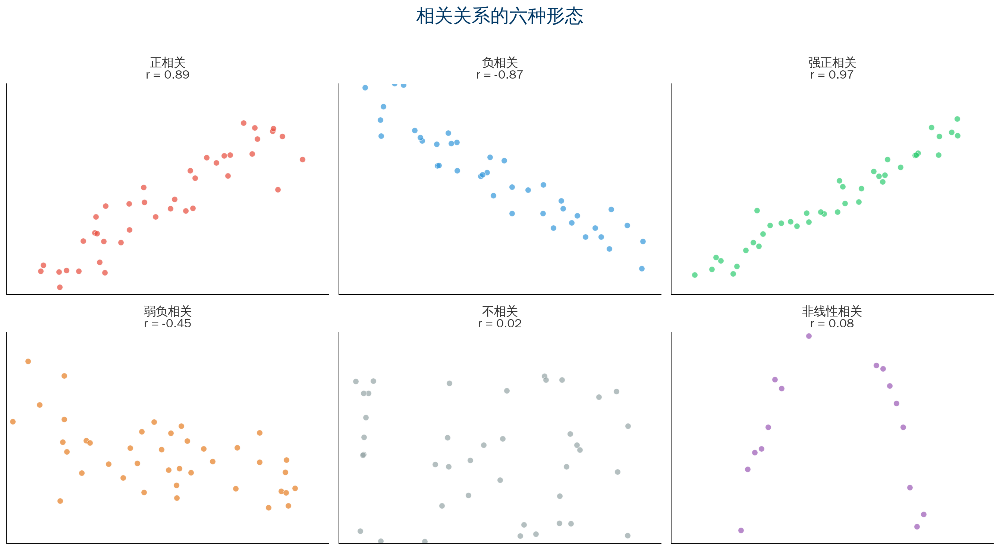 相关关系的六种形态
正相关
r = 0.89
负相关
r = -0.87
强正相关
r = 0.97
弱负相关
r = -0.45
不相关
r = 0.02
非线性相关
r = 0.08